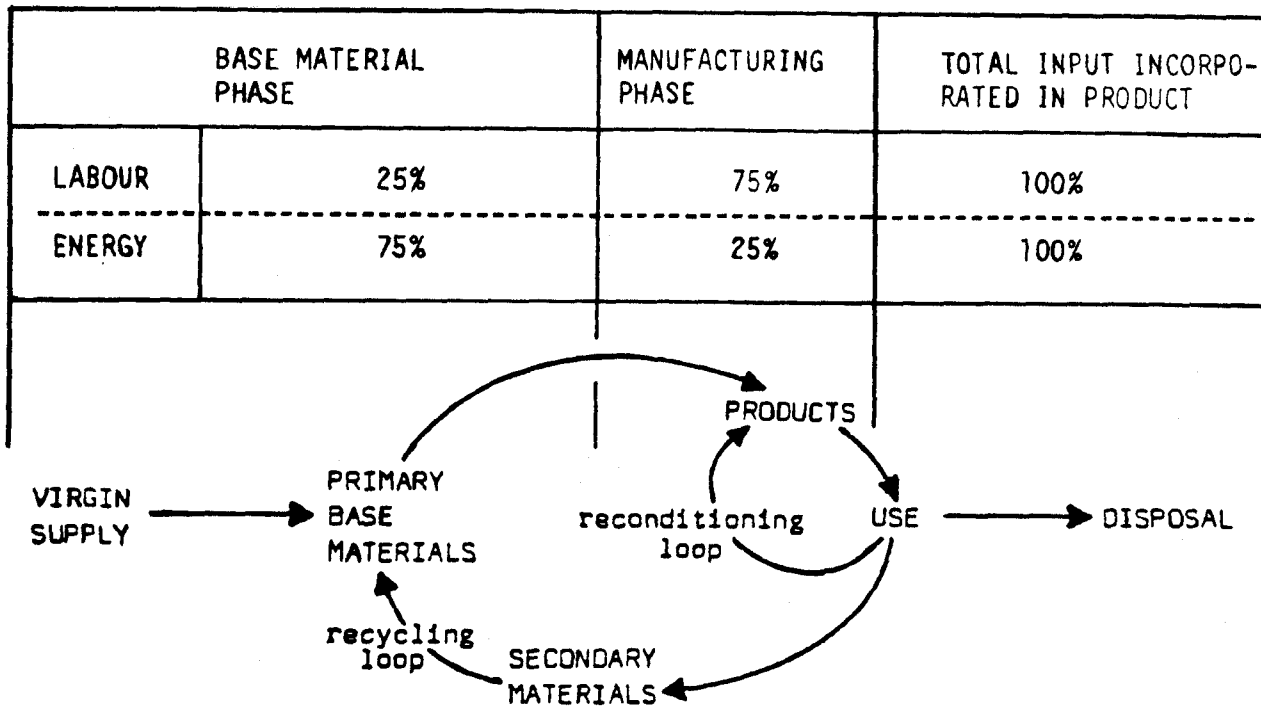 BASE MATERIAL
PHASE
MANUFACTURING
PHASE
TOTAL INPUT INCORPO-
RATED IN PRODUCT
LABOUR 25% 75% 100%
ENERGY 75% 25% 100%
PRODUCTS
VIRGIN
SUPPLY
PRIMARY
BASE
MATERIALS
reconditioning
loop
USE
DISPOSAL
recycling
loop
SECONDARY
MATERIALS